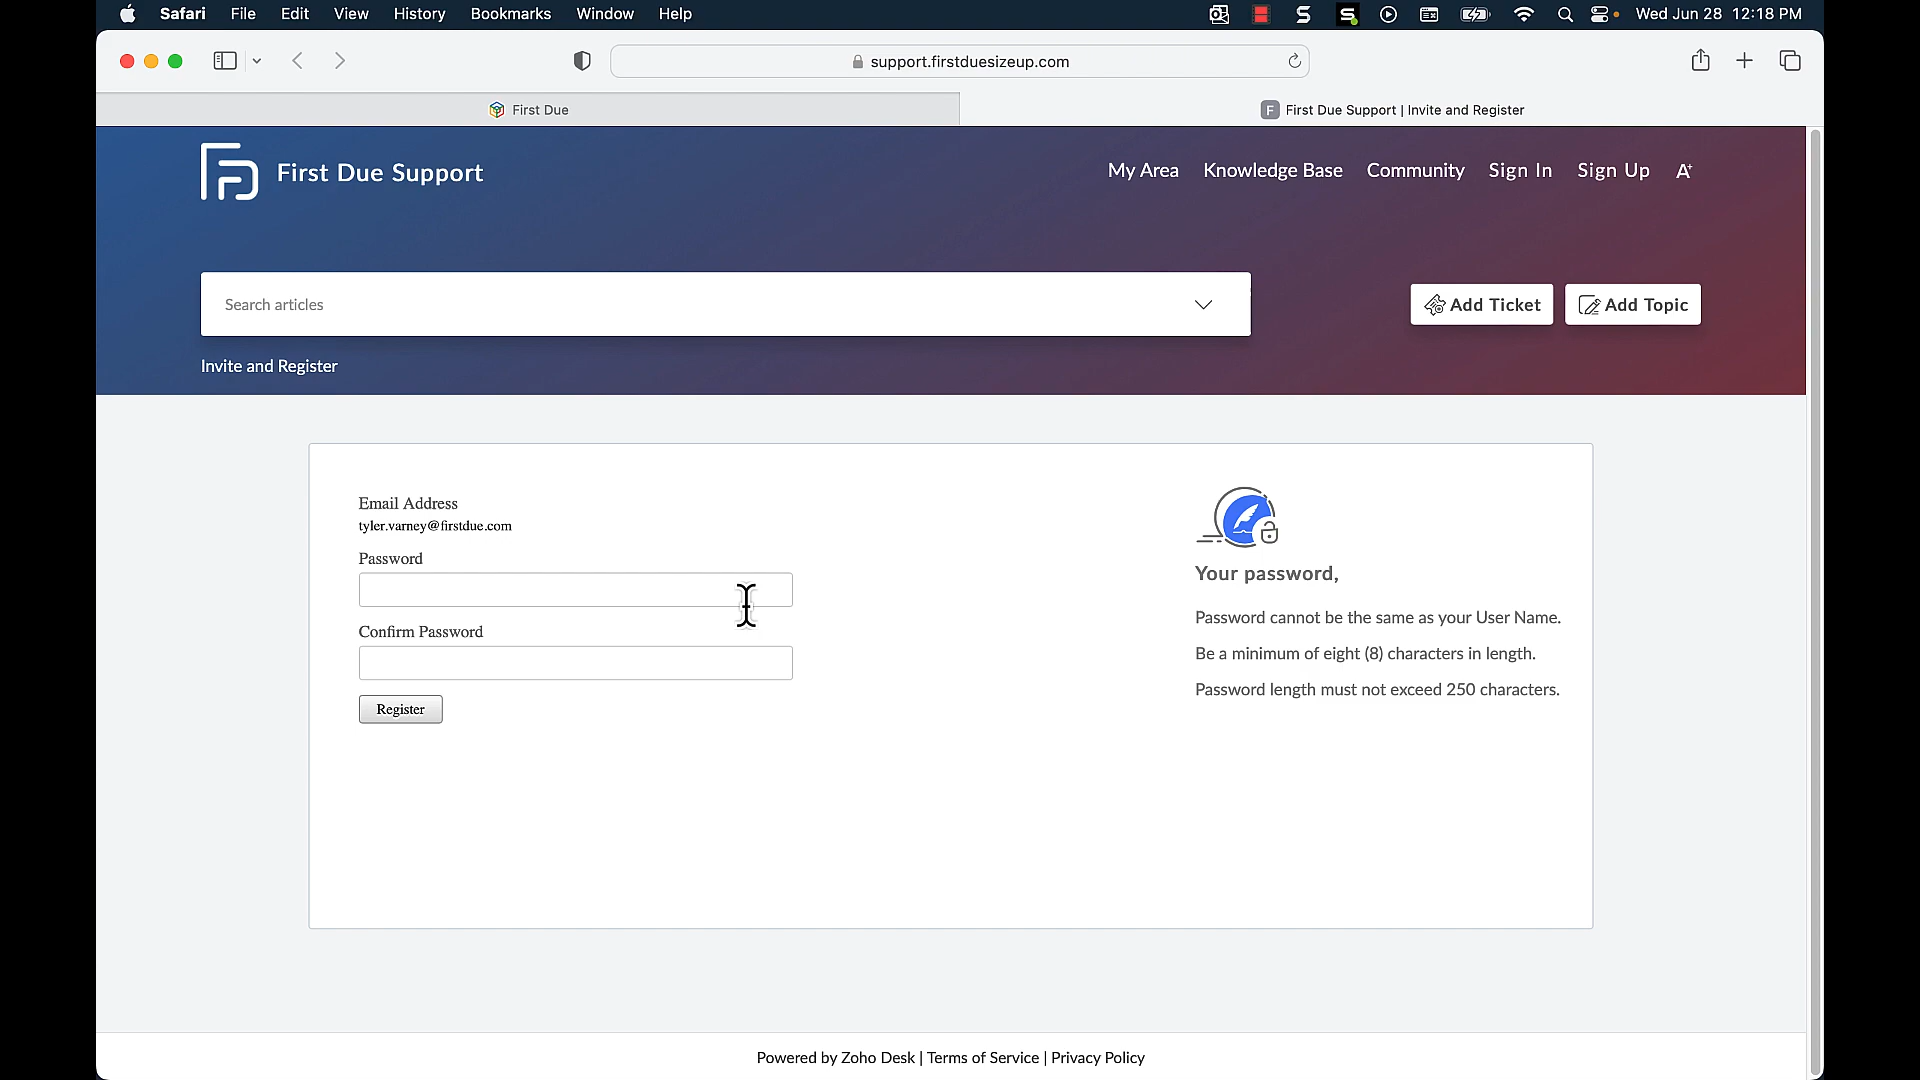 Safari File Edit View History Bookmarks Window Help Wed Jun 28 12:18 PM
support.firstduesizeup.com
First Due
F First Due Support | Invite and Register
First Due Support
My Area Knowledge Base Community Sign In Sign Up A+
Search articles
Add Ticket Add Topic
Invite and Register
Email Address
tyler.varney@firstdue.com
Password
Confirm Password
Register
Your password,
Password cannot be the same as your User Name.
Be a minimum of eight (8) characters in length.
Password length must not exceed 250 characters.
Powered by Zoho Desk | Terms of Service | Privacy Policy